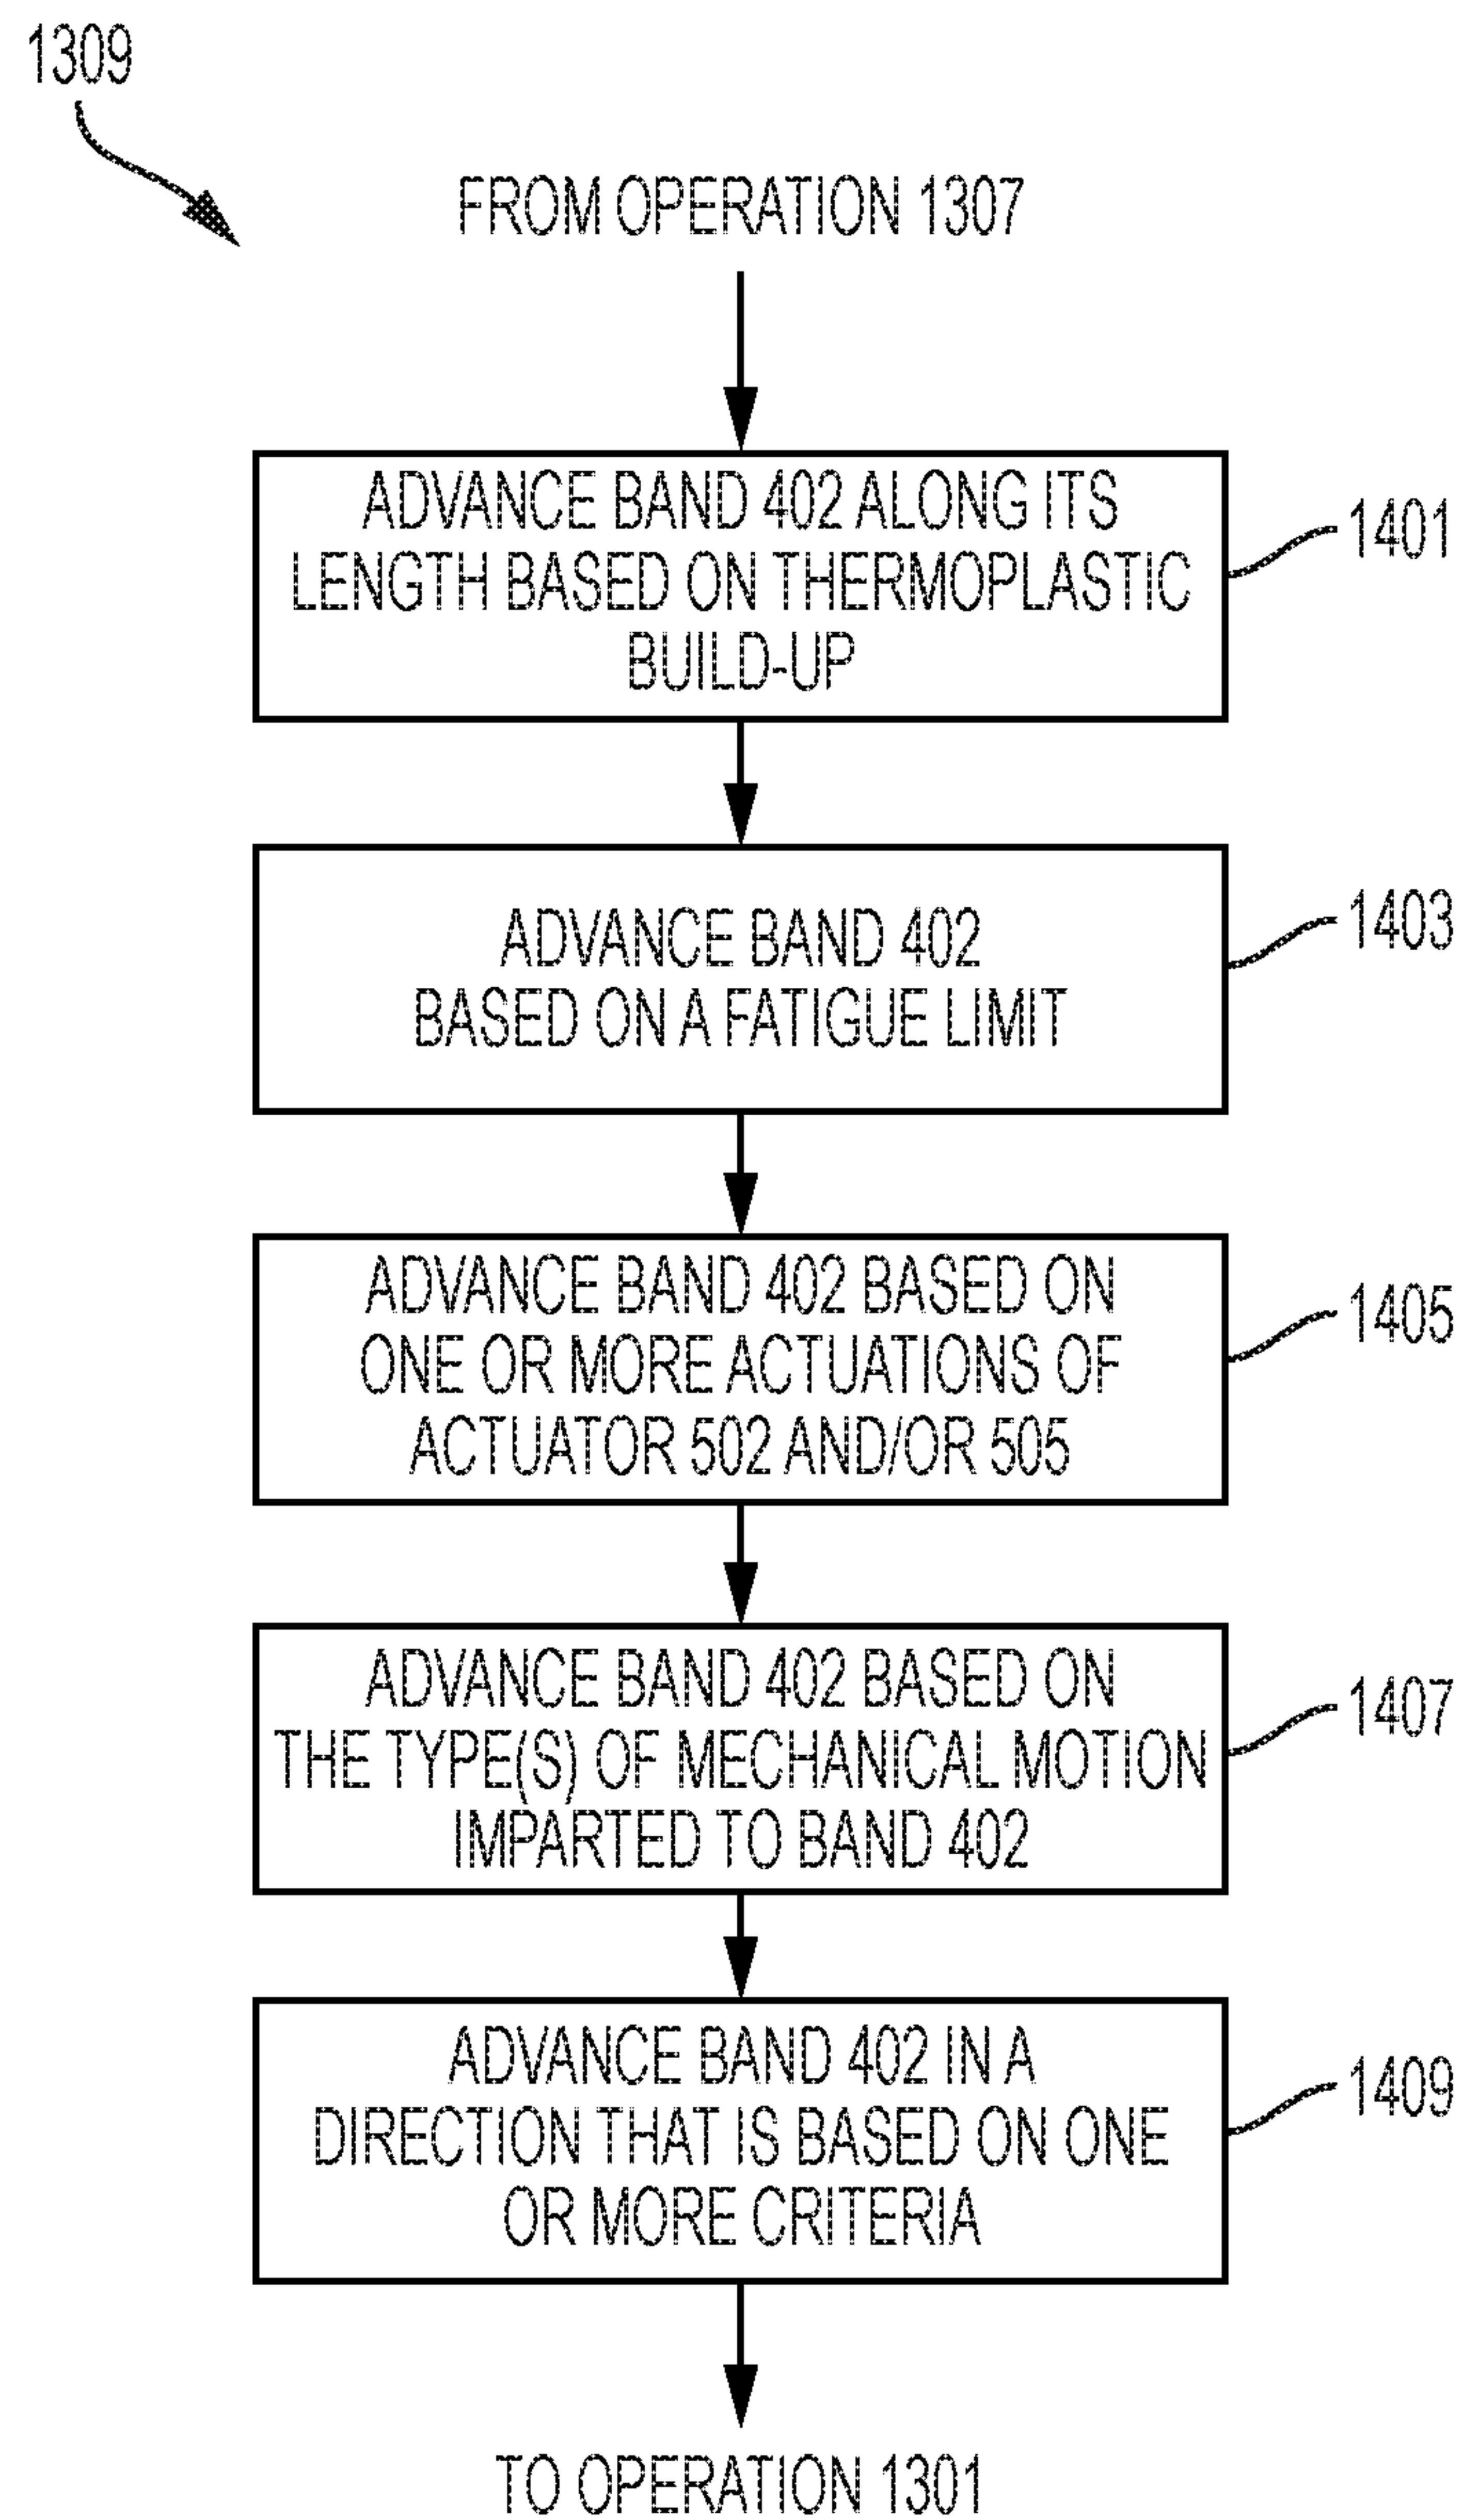 1309
FROM OPERATION 1307
ADVANCE BAND 402 ALONG ITS
LENGTH BASED ON THERMOPLASTIC
BUILD-UP
1401
ADVANCE BAND 402
BASED ON A FATIGUE LIMIT
1403
ADVANCE BAND 402 BASED ON
ONE OR MORE ACTUATIONS OF
ACTUATOR 502 AND/OR 505
1405
ADVANCE BAND 402 BASED ON
THE TYPE(S) OF MECHANICAL MOTION
IMPARTED TO BAND 402
1407
ADVANCE BAND 402 IN A
DIRECTION THAT IS BASED ON ONE
OR MORE CRITERIA
1409
TO OPERATION 1301